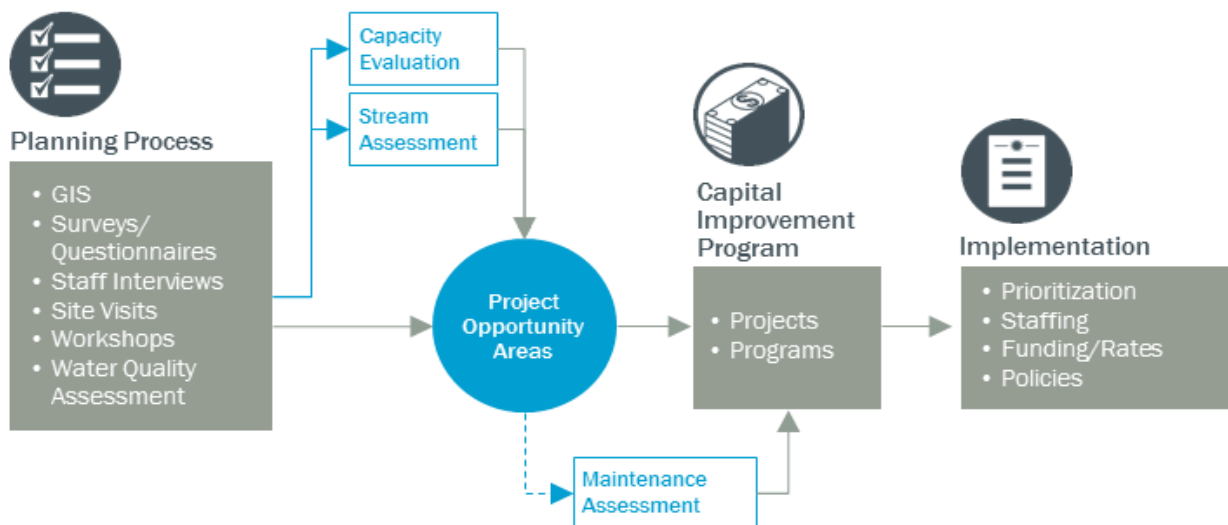 Planning Process
• GIS
• Surveys/
Questionnaires
• Staff Interviews
• Site Visits
• Workshops
• Water Quality
Assessment
Capacity
Evaluation
Stream
Assessment
Project
Opportunity
Areas
Maintenance
Assessment
Capital
Improvement
Program
• Projects
• Programs
Implementation
• Prioritization
• Staffing
• Funding/Rates
• Policies
$